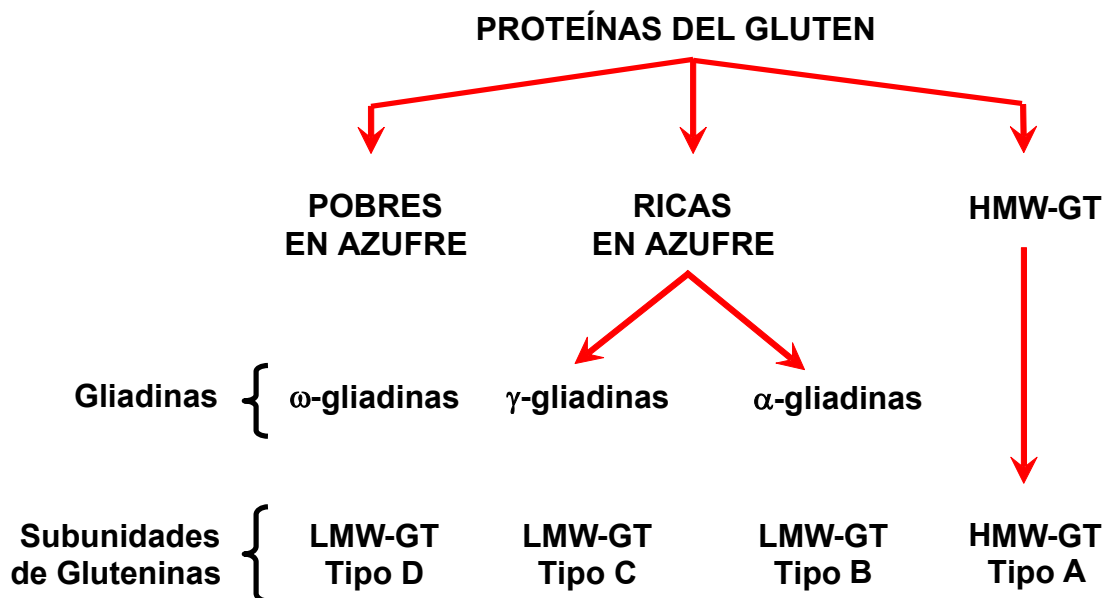 PROTEÍNAS DEL GLUTEN
POBRES
EN AZUFRE
RICAS
EN AZUFRE
HMW-GT
Gliadinas
ω-gliadinas
γ-gliadinas
α-gliadinas
Subunidades
de Gluteninas
LMW-GT
Tipo D
LMW-GT
Tipo C
LMW-GT
Tipo B
HMW-GT
Tipo A